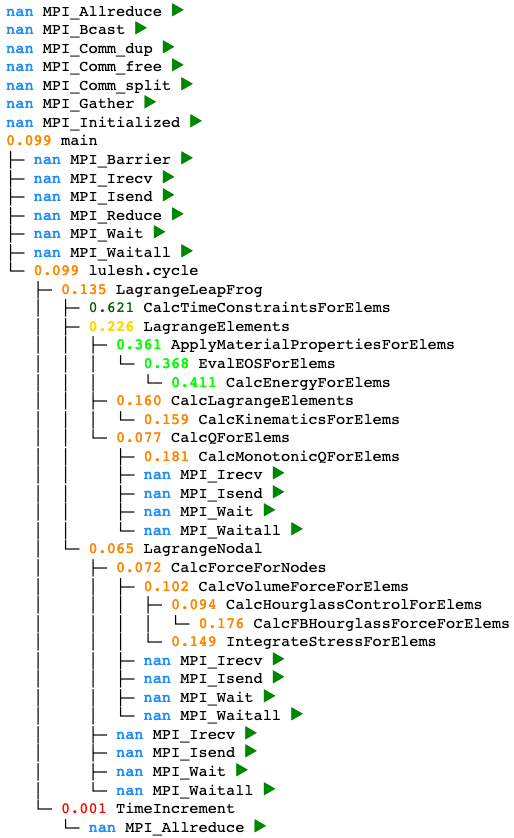 nan MPI_Allreduce ▶
nan MPI_Bcast ▶
nan MPI_Comm_dup ▶
nan MPI_Comm_free ▶
nan MPI_Comm_split ▶
nan MPI_Gather ▶
nan MPI_Initialized ▶
0.099 main
├─ nan MPI_Barrier ▶
├─ nan MPI_Irecv ▶
├─ nan MPI_Isend ▶
├─ nan MPI_Reduce ▶
├─ nan MPI_Wait ▶
├─ nan MPI_Waitall ▶
└─ 0.099 lulesh.cycle
   ├─ 0.135 LagrangeLeapFrog
   │  ├─ 0.621 CalcTimeConstraintsForElems
   │  ├─ 0.226 LagrangeElements
   │  │  ├─ 0.361 ApplyMaterialPropertiesForElems
   │  │  │  └─ 0.368 EvalEOSForElems
   │  │  │     └─ 0.411 CalcEnergyForElems
   │  │  ├─ 0.160 CalcLagrangeElements
   │  │  │  └─ 0.159 CalcKinematicsForElems
   │  │  └─ 0.077 CalcQForElems
   │  │     ├─ 0.181 CalcMonotonicQForElems
   │  │     ├─ nan MPI_Irecv ▶
   │  │     ├─ nan MPI_Isend ▶
   │  │     ├─ nan MPI_Wait ▶
   │  │     └─ nan MPI_Waitall ▶
   │  └─ 0.065 LagrangeNodal
   │     ├─ 0.072 CalcForceForNodes
   │     │  ├─ 0.102 CalcVolumeForceForElems
   │     │  │  ├─ 0.094 CalcHourglassControlForElems
   │     │  │  │  └─ 0.176 CalcFBHourglassForceForElems
   │     │  │  └─ 0.149 IntegrateStressForElems
   │     │  ├─ nan MPI_Irecv ▶
   │     │  ├─ nan MPI_Isend ▶
   │     │  ├─ nan MPI_Wait ▶
   │     │  └─ nan MPI_Waitall ▶
   │     ├─ nan MPI_Irecv ▶
   │     ├─ nan MPI_Isend ▶
   │     ├─ nan MPI_Wait ▶
   │     └─ nan MPI_Waitall ▶
   └─ 0.001 TimeIncrement
      └─ nan MPI_Allreduce ▶